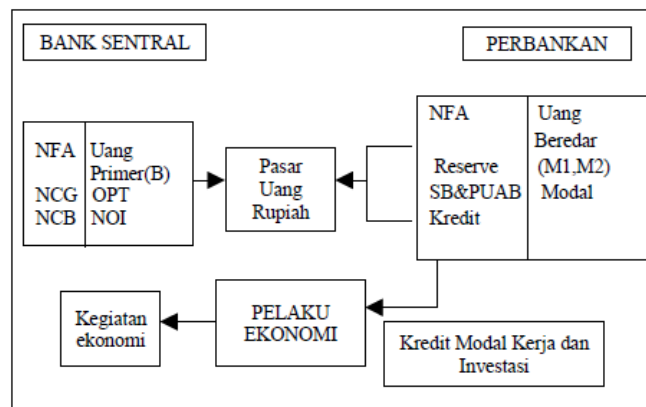 BANK SENTRAL
PERBANKAN
NFA Uang
Primer(B)
NCG OPT
NCB NOI
Pasar
Uang
Rupiah
NFA Uang
Beredar
Reserve (M1,M2)
SB&PUAB Modal
Kredit
Kegiatan
ekonomi
PELAKU
EKONOMI
Kredit Modal Kerja dan
Investasi